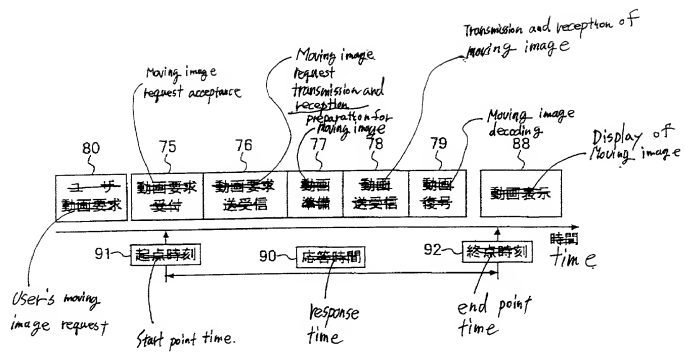 Transmission and reception of
moving image
Moving image
request acceptance
Moving image
request
transmission and
reception
preparation for
Moving image
Moving image
decoding
Display of
Moving image
80
75
76
77
78
79
88
ユーザ
動画要求
動画要求
受付
動画要求
送受信
動画
準備
動画
送受信
動画
復号
動画表示
時間
time
91
起点時刻
90
応答時間
92
終点時刻
User's moving
image request
Start point time.
response
time
end point
time